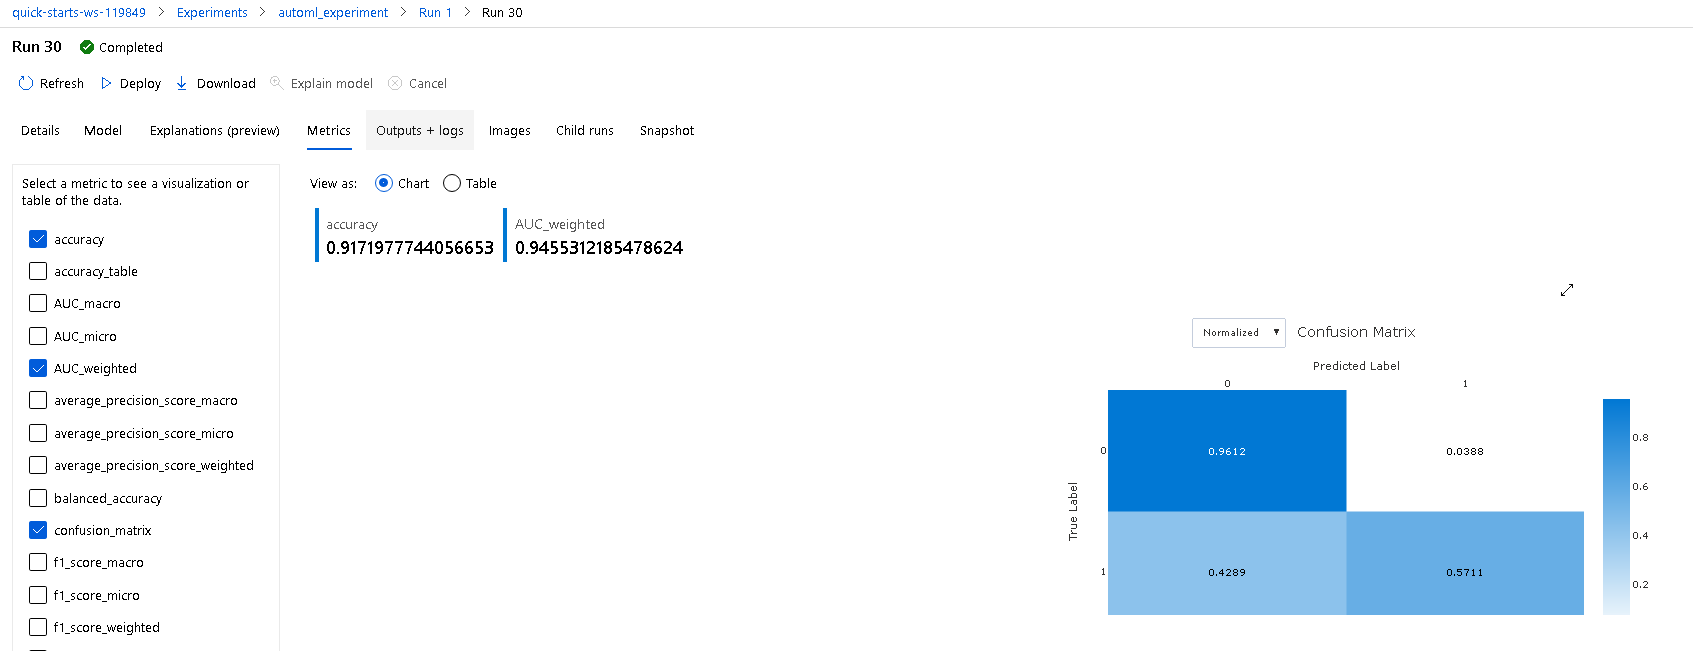 quick-starts-ws-119849 > Experiments > automl_experiment > Run 1 > Run 30
Run 30 Completed
Refresh Deploy Download Explain model Cancel
Details Model Explanations (preview) Metrics Outputs + logs Images Child runs Snapshot
Select a metric to see a visualization or
table of the data.
accuracy
accuracy_table
AUC_macro
AUC_micro
AUC_weighted
average_precision_score_macro
average_precision_score_micro
average_precision_score_weighted
balanced_accuracy
confusion_matrix
f1_score_macro
f1_score_micro
f1_score_weighted
View as: Chart Table
accuracy AUC_weighted
0.9171977744056653 0.9455312185478624
Normalized ▼ Confusion Matrix
Predicted Label
0 1
True Label
0 0.9612 0.0388
1 0.4289 0.5711
0.8
0.6
0.4
0.2